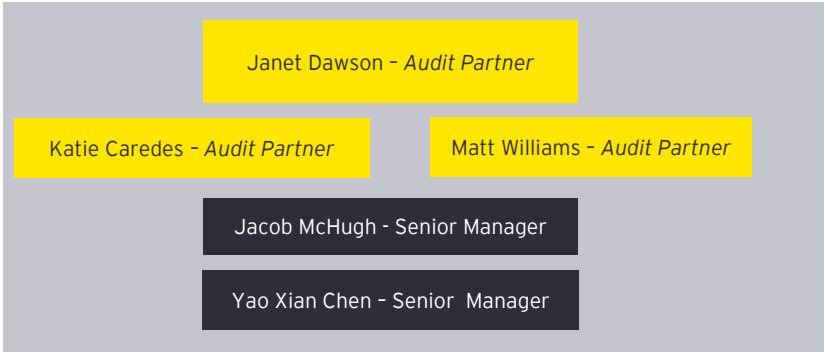 Janet Dawson – Audit Partner
Katie Caredes – Audit Partner
Matt Williams – Audit Partner
Jacob McHugh - Senior Manager
Yao Xian Chen – Senior Manager